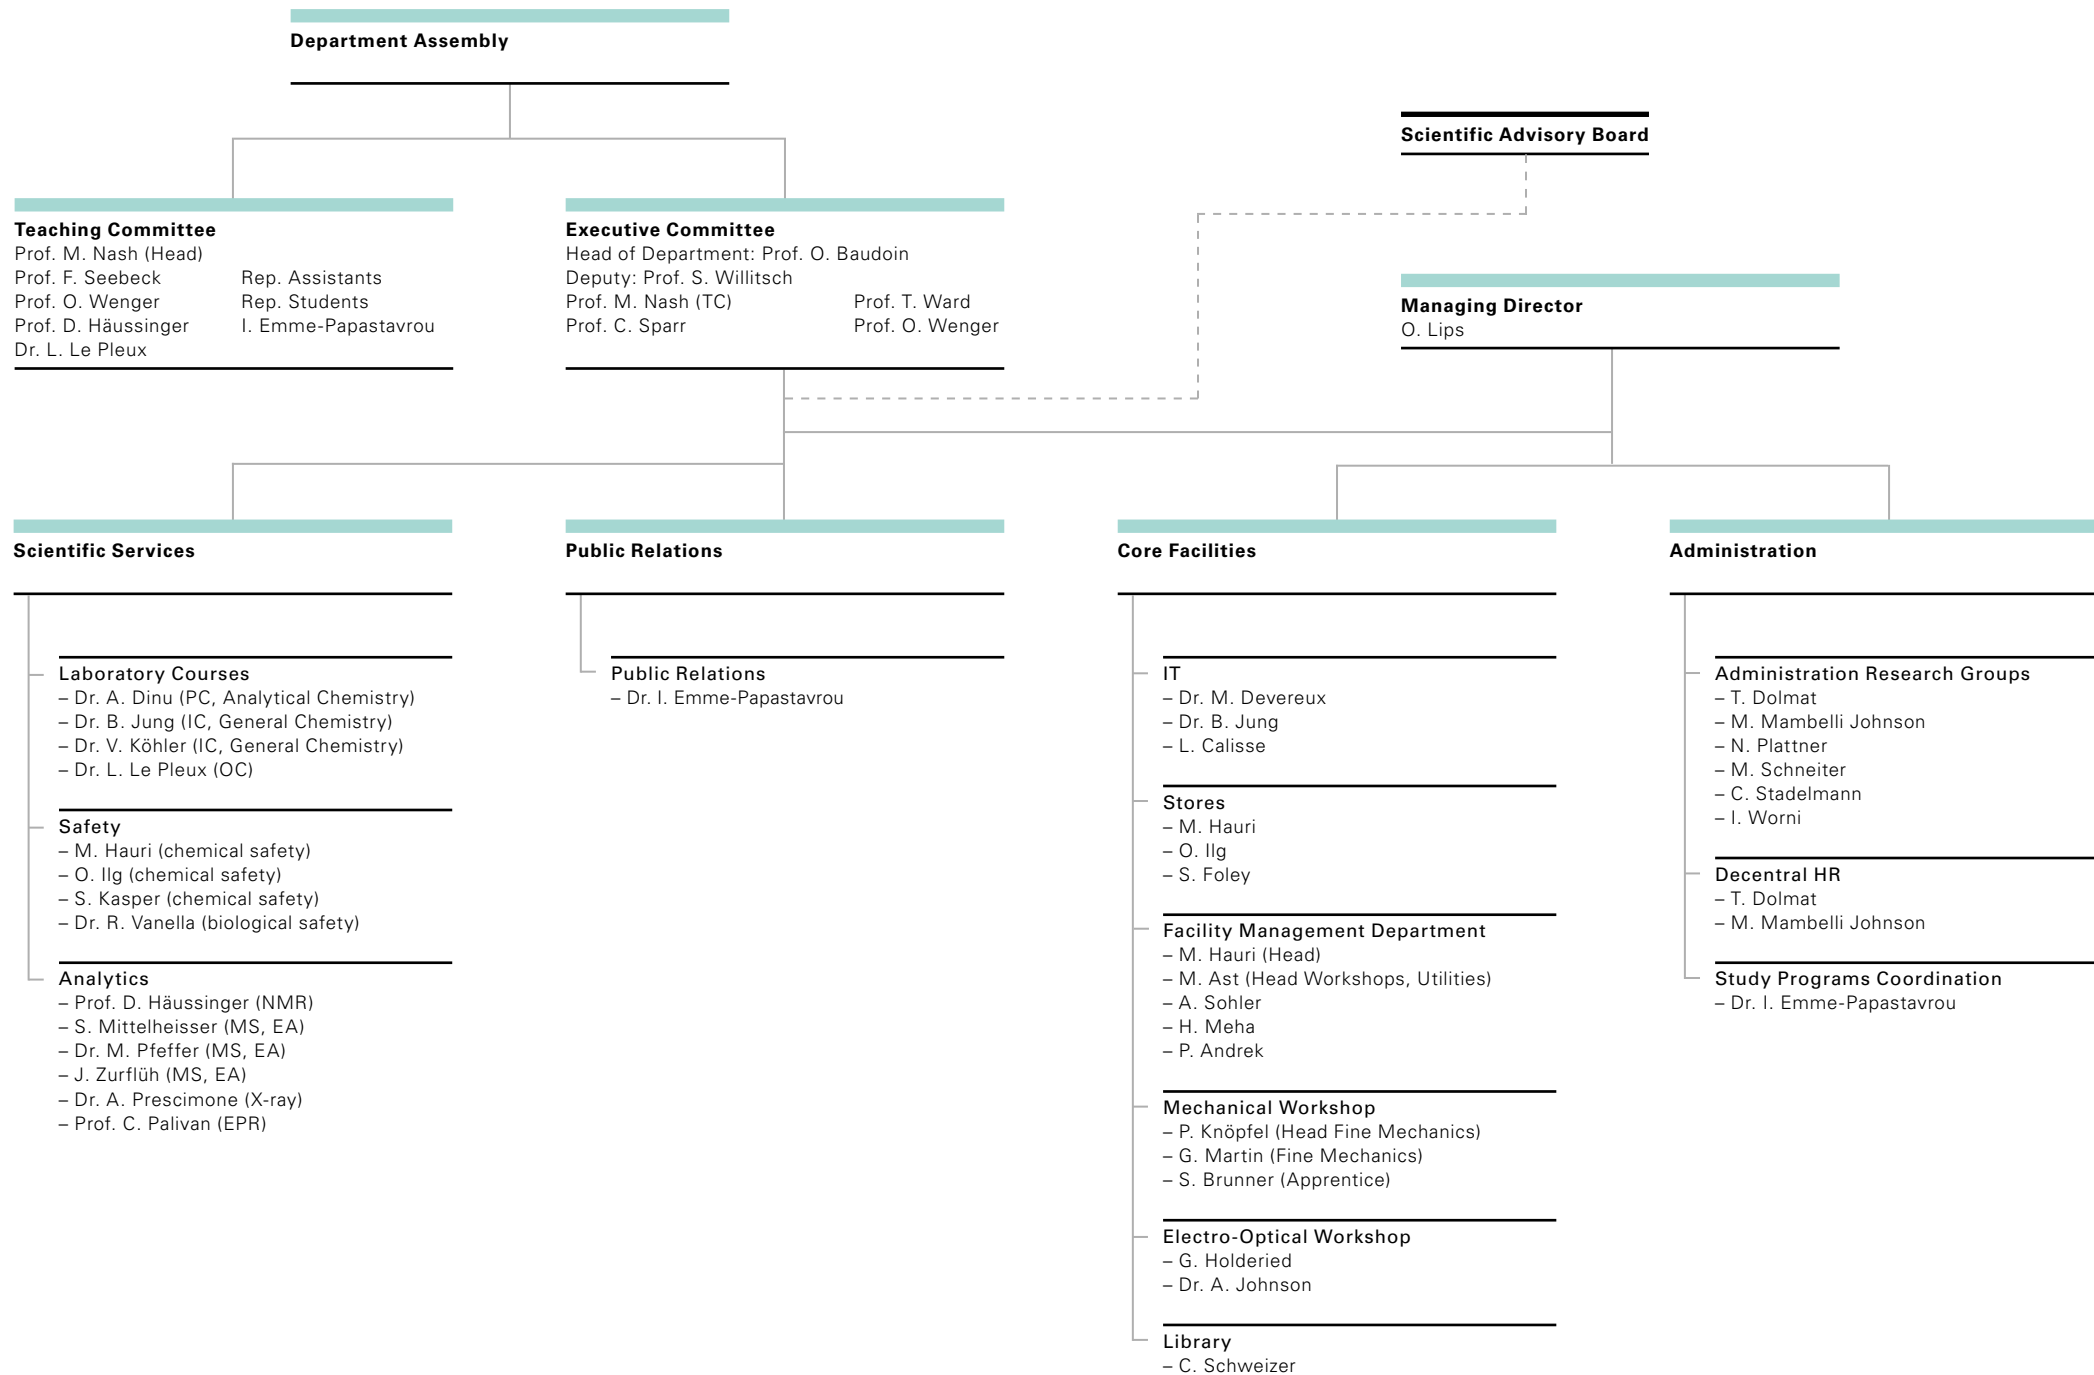 Department Assembly
Scientific Advisory Board
Teaching Committee
Prof. M. Nash (Head)
Prof. F. Seebeck
Prof. O. Wenger
Prof. D. Häussinger
Dr. L. Le Pleux
Rep. Assistants
Rep. Students
I. Emme-Papastavrou
Executive Committee
Head of Department: Prof. O. Baudoin
Deputy: Prof. S. Willitsch
Prof. M. Nash (TC)
Prof. C. Sparr
Prof. T. Ward
Prof. O. Wenger
Managing Director
O. Lips
Scientific Services
Laboratory Courses
– Dr. A. Dinu (PC, Analytical Chemistry)
– Dr. B. Jung (IC, General Chemistry)
– Dr. V. Köhler (IC, General Chemistry)
– Dr. L. Le Pleux (OC)
Safety
– M. Hauri (chemical safety)
– O. Ilg (chemical safety)
– S. Kasper (chemical safety)
– Dr. R. Vanella (biological safety)
Analytics
– Prof. D. Häussinger (NMR)
– S. Mittelheisser (MS, EA)
– Dr. M. Pfeffer (MS, EA)
– J. Zurflüh (MS, EA)
– Dr. A. Prescimone (X-ray)
– Prof. C. Palivan (EPR)
Public Relations
Public Relations
– Dr. I. Emme-Papastavrou
Core Facilities
IT
– Dr. M. Devereux
– Dr. B. Jung
– L. Calisse
Stores
– M. Hauri
– O. Ilg
– S. Foley
Facility Management Department
– M. Hauri (Head)
– M. Ast (Head Workshops, Utilities)
– A. Sohler
– H. Meha
– P. Andrek
Mechanical Workshop
– P. Knöpfel (Head Fine Mechanics)
– G. Martin (Fine Mechanics)
– S. Brunner (Apprentice)
Electro-Optical Workshop
– G. Holderied
– Dr. A. Johnson
Library
– C. Schweizer
Administration
Administration Research Groups
– T. Dolmat
– M. Mambelli Johnson
– N. Plattner
– M. Schneiter
– C. Stadelmann
– I. Worni
Decentral HR
– T. Dolmat
– M. Mambelli Johnson
Study Programs Coordination
– Dr. I. Emme-Papastavrou